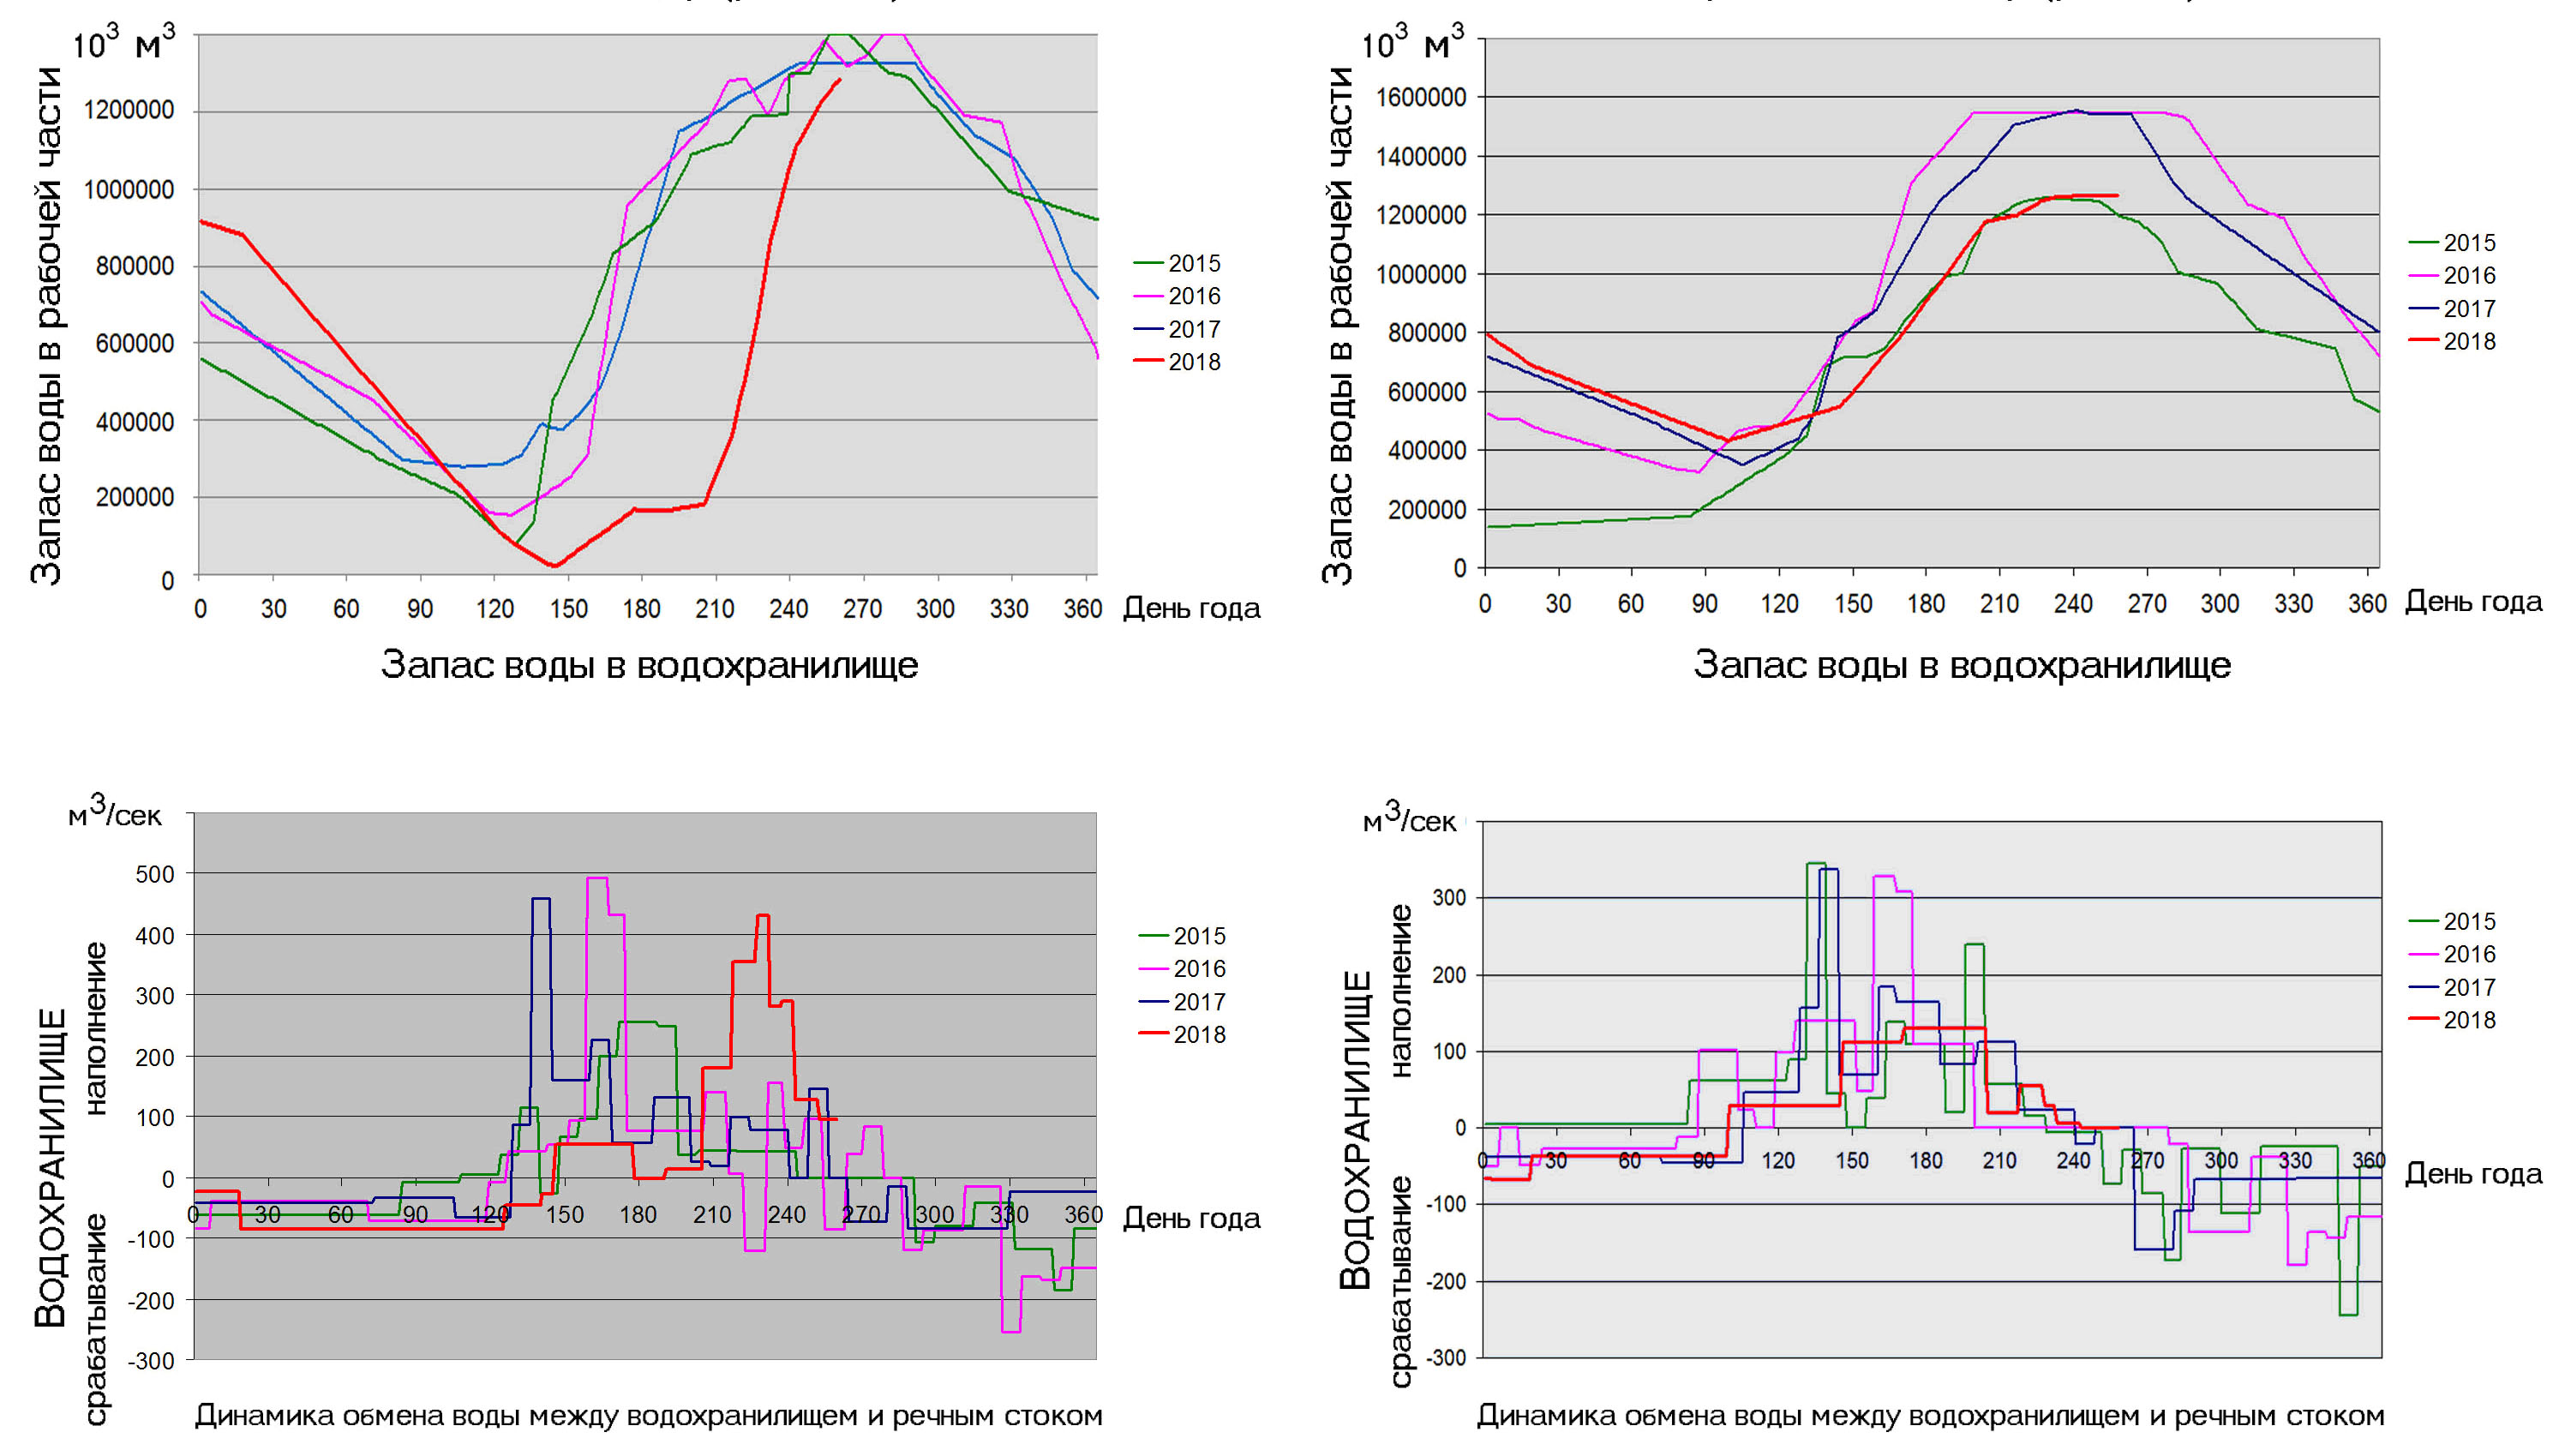 10³ м³
Запас воды в рабочей части
1200000
1000000
800000
600000
400000
200000
0
0 30 60 90 120 150 180 210 240 270 300 330 360 День года
2015
2016
2017
2018
Запас воды в водохранилище
10³ м³
Запас воды в рабочей части
1600000
1400000
1200000
1000000
800000
600000
400000
200000
0
0 30 60 90 120 150 180 210 240 270 300 330 360 День года
2015
2016
2017
2018
Запас воды в водохранилище
м³/сек
ВОДОХРАНИЛИЩЕ
срабатывание наполнение
500
400
300
200
100
0
-100
-200
-300
0 30 60 90 120 150 180 210 240 270 300 330 360 День года
2015
2016
2017
2018
Динамика обмена воды между водохранилищем и речным стоком
м³/сек
ВОДОХРАНИЛИЩЕ
срабатывание наполнение
300
200
100
0
-100
-200
-300
0 30 60 90 120 150 180 210 240 270 300 330 360 День года
2015
2016
2017
2018
Динамика обмена воды между водохранилищем и речным стоком